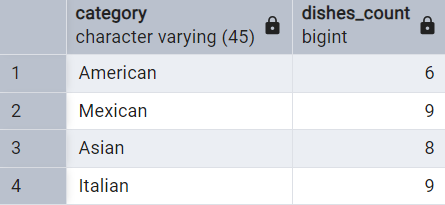 category dishes_count
character varying (45) bigint
1 American 6
2 Mexican 9
3 Asian 8
4 Italian 9